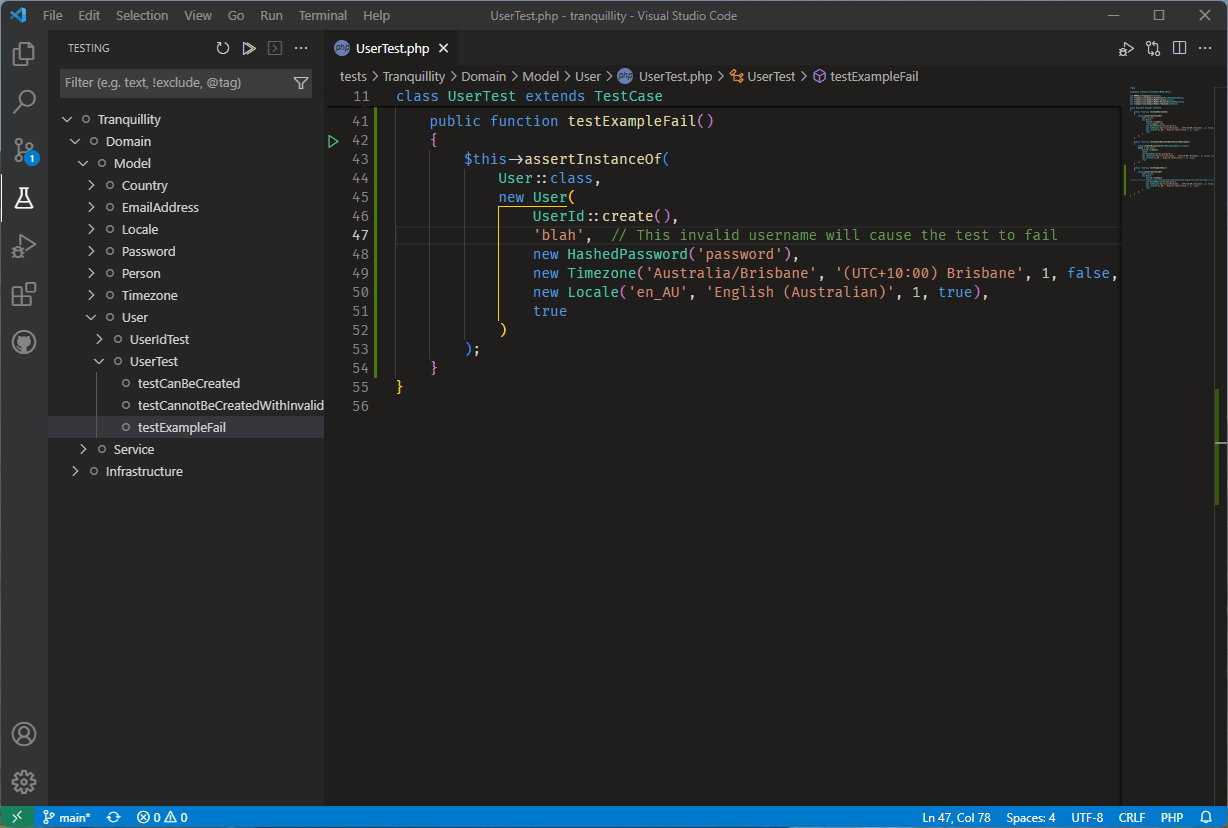 File Edit Selection View Go Run Terminal Help UserTest.php - tranquillity - Visual Studio Code
TESTING
php UserTest.php
Filter (e.g. text, !exclude, @tag)
tests > Tranquillity > Domain > Model > User > php UserTest.php > UserTest > testExampleFail
1
Tranquillity
Domain
Model
Country
EmailAddress
Locale
Password
Person
Timezone
User
UserIdTest
UserTest
testCanBeCreated
testCannotBeCreatedWithInvalid
testExampleFail
Service
Infrastructure
11 class UserTest extends TestCase
41 public function testExampleFail()
42 {
43 $this->assertInstanceOf(
44 User::class,
45 new User(
46 UserId::create(),
47 'blah', // This invalid username will cause the test to fail
48 new HashedPassword('password'),
49 new Timezone('Australia/Brisbane', '(UTC+10:00) Brisbane', 1, false,
50 new Locale('en_AU', 'English (Australian)', 1, true),
51 true
52 )
53 );
54 }
55 }
56
main* 0 0 Ln 47, Col 78 Spaces: 4 UTF-8 CRLF PHP